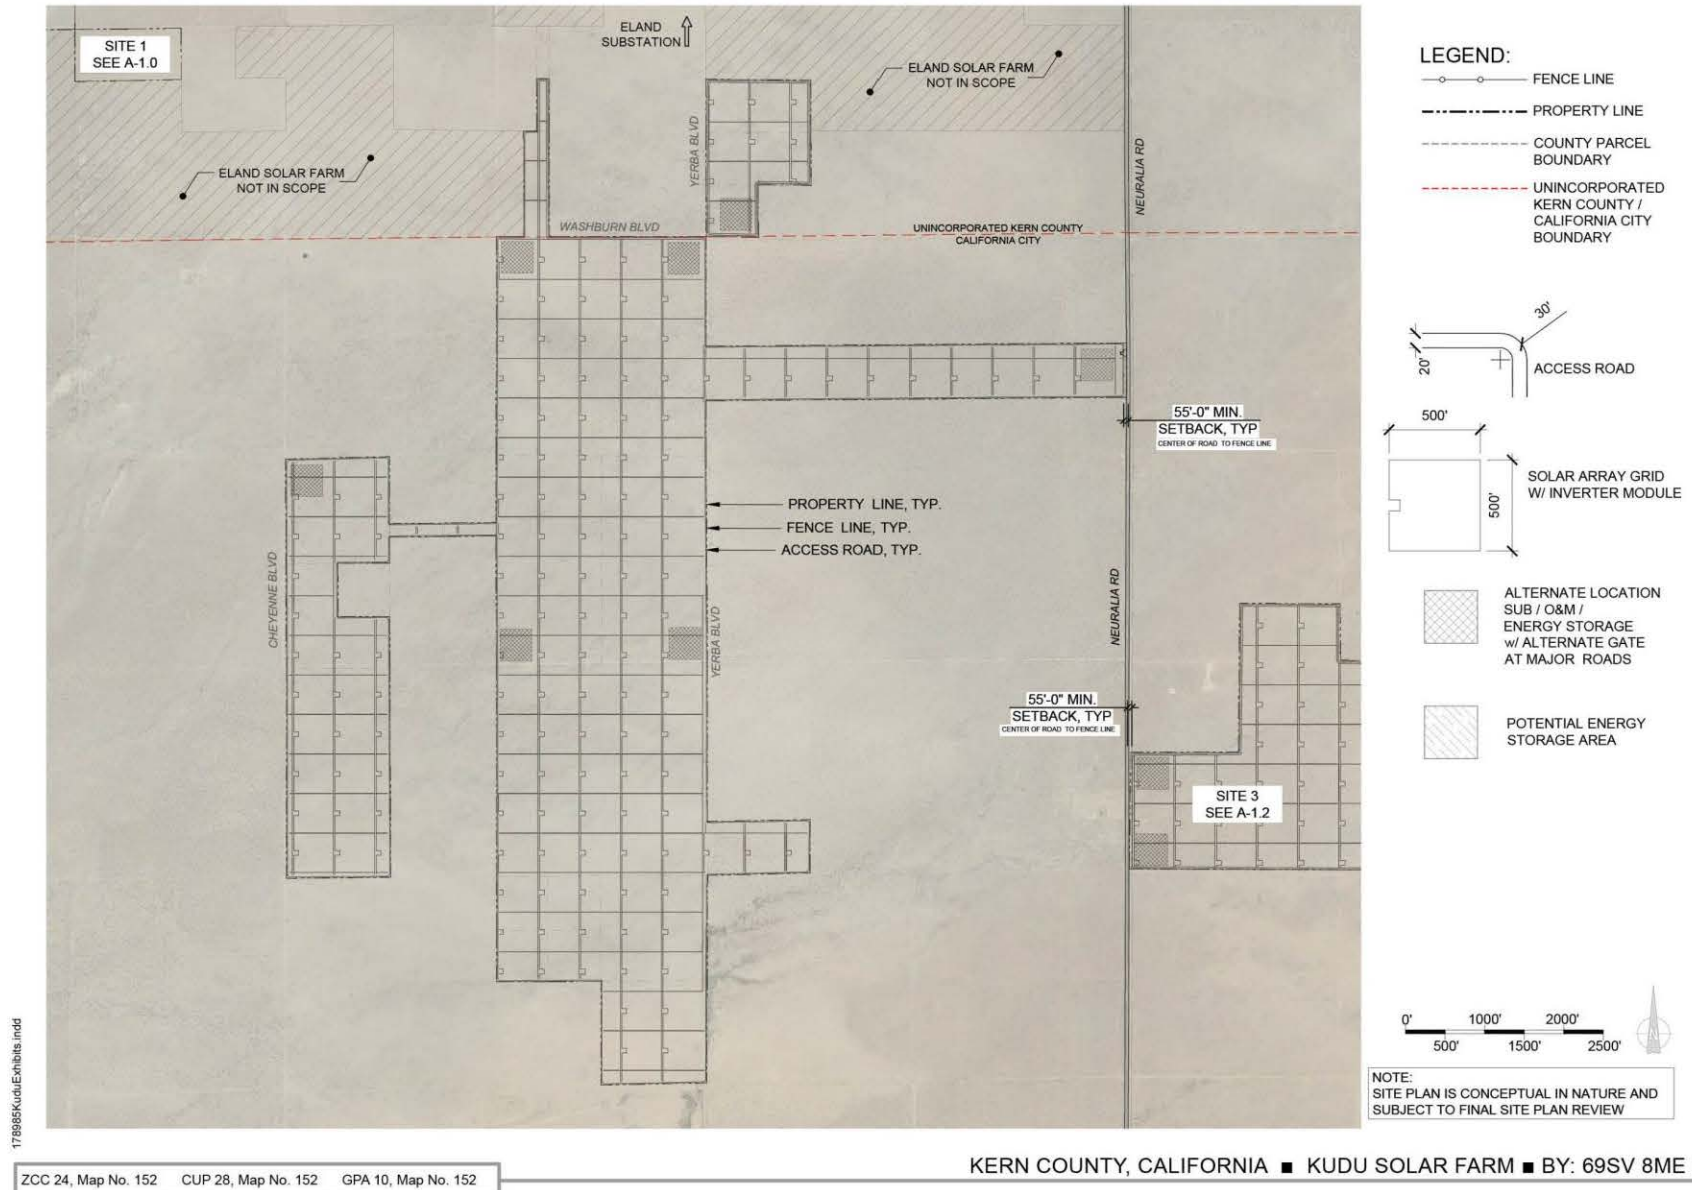 SITE 1
SEE A-1.0
ELAND
SUBSTATION
ELAND SOLAR FARM
NOT IN SCOPE
ELAND SOLAR FARM
NOT IN SCOPE
YERBA BLVD
NEURALIA RD
WASHBURN BLVD
UNINCORPORATED KERN COUNTY
CALIFORNIA CITY
55'-0" MIN.
SETBACK, TYP
CENTER OF ROAD TO FENCE LINE
PROPERTY LINE, TYP.
FENCE LINE, TYP.
ACCESS ROAD, TYP.
CHEYENNE BLVD
YERBA BLVD
NEURALIA RD
55'-0" MIN.
SETBACK, TYP
CENTER OF ROAD TO FENCE LINE
SITE 3
SEE A-1.2
LEGEND:
FENCE LINE
PROPERTY LINE
COUNTY PARCEL
BOUNDARY
UNINCORPORATED
KERN COUNTY /
CALIFORNIA CITY
BOUNDARY
30'
20'
ACCESS ROAD
500'
500'
SOLAR ARRAY GRID
W/ INVERTER MODULE
ALTERNATE LOCATION
SUB / O&M /
ENERGY STORAGE
w/ ALTERNATE GATE
AT MAJOR ROADS
POTENTIAL ENERGY
STORAGE AREA
0' 1000' 2000'
500' 1500' 2500'
NOTE:
SITE PLAN IS CONCEPTUAL IN NATURE AND
SUBJECT TO FINAL SITE PLAN REVIEW
178985KuduExhibits.indd
KERN COUNTY, CALIFORNIA ■ KUDU SOLAR FARM ■ BY: 69SV 8ME
ZCC 24, Map No. 152 CUP 28, Map No. 152 GPA 10, Map No. 152